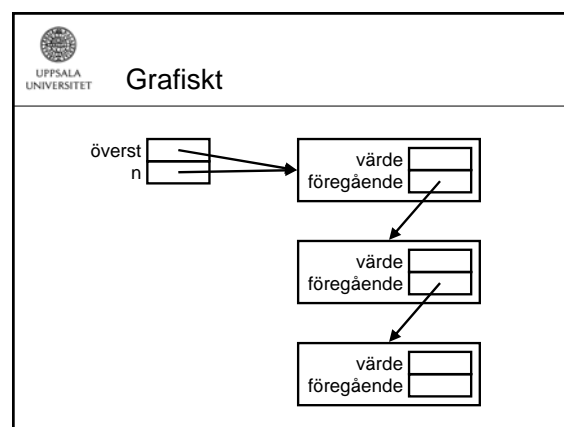 UPPSALA
UNIVERSITET
Grafiskt
överst
n
värde
föregående
värde
föregående
värde
föregående